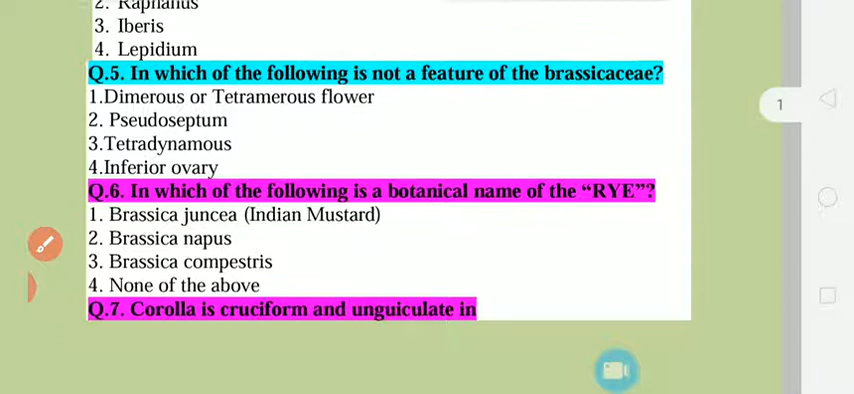 2. Raphanus
3. Iberis
4. Lepidium
Q.5. In which of the following is not a feature of the brassicaceae?
1.Dimerous or Tetramerous flower
2. Pseudoseptum
3.Tetradynamous
4.Inferior ovary
Q.6. In which of the following is a botanical name of the “RYE”?
1. Brassica juncea (Indian Mustard)
2. Brassica napus
3. Brassica compestris
4. None of the above
Q.7. Corolla is cruciform and unguiculate in
1